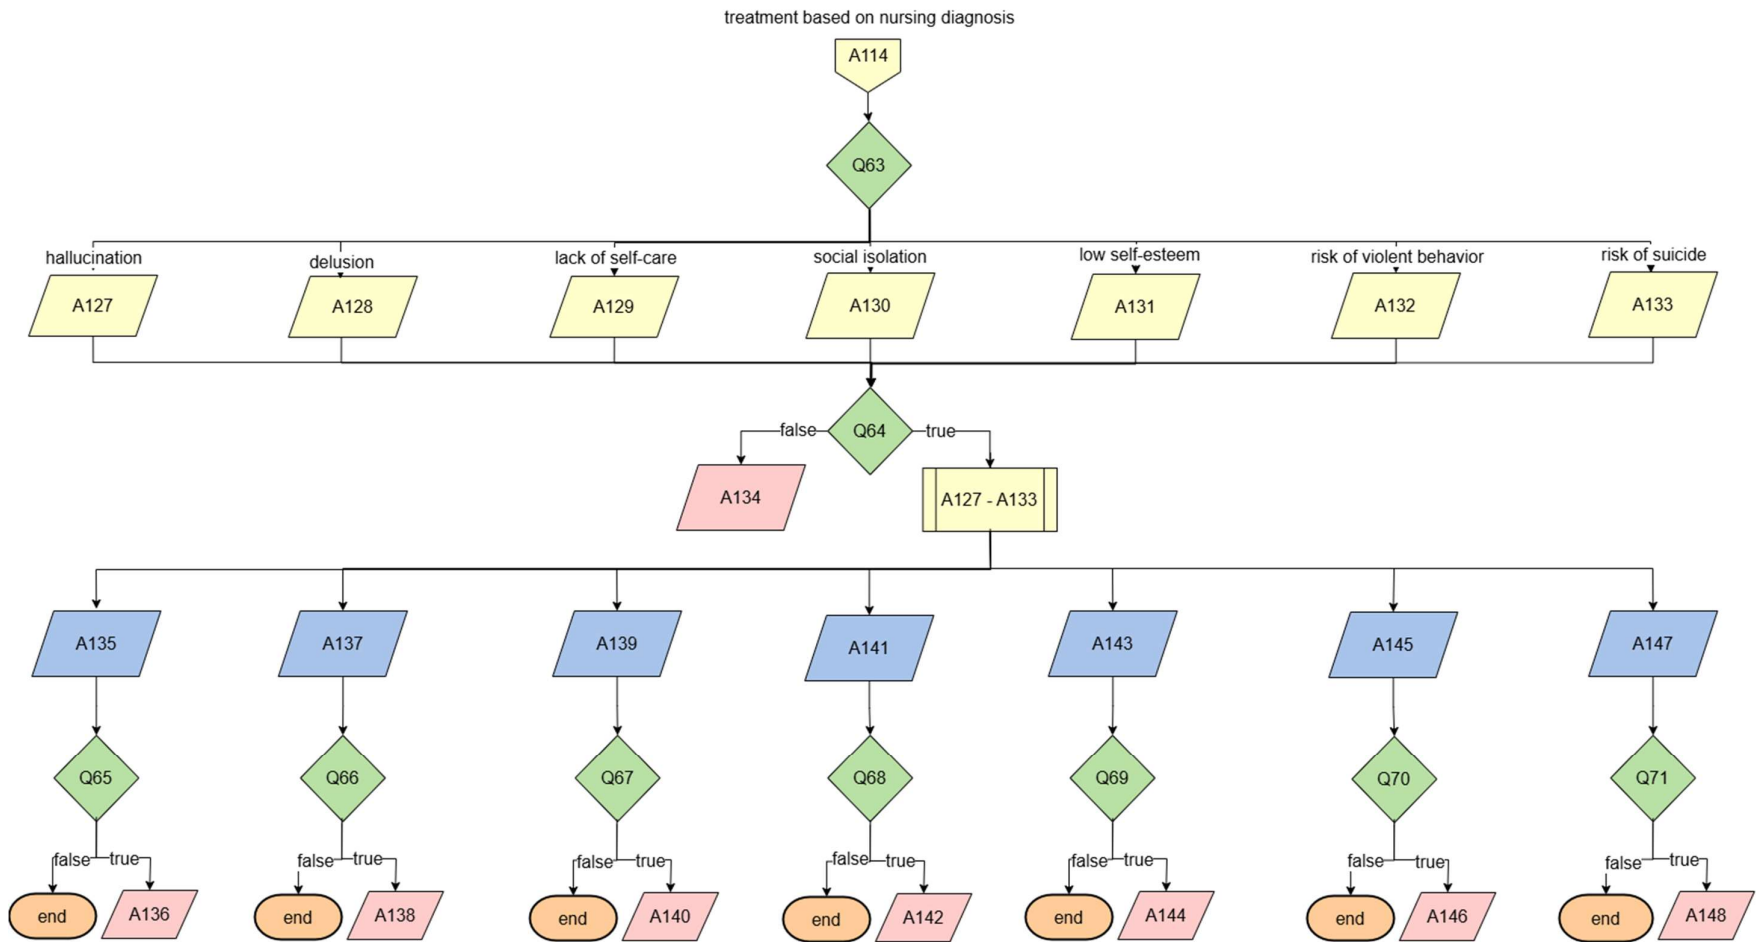 treatment based on nursing diagnosis
A114
Q63
hallucination
delusion
lack of self-care
social isolation
low self-esteem
risk of violent behavior
risk of suicide
A127
A128
A129
A130
A131
A132
A133
false
Q64
true
A134
A127 - A133
A135
A137
A139
A141
A143
A145
A147
Q65
Q66
Q67
Q68
Q69
Q70
Q71
false
true
false
true
false
true
false
true
false
true
false
true
false
true
end
A136
end
A138
end
A140
end
A142
end
A144
end
A146
end
A148